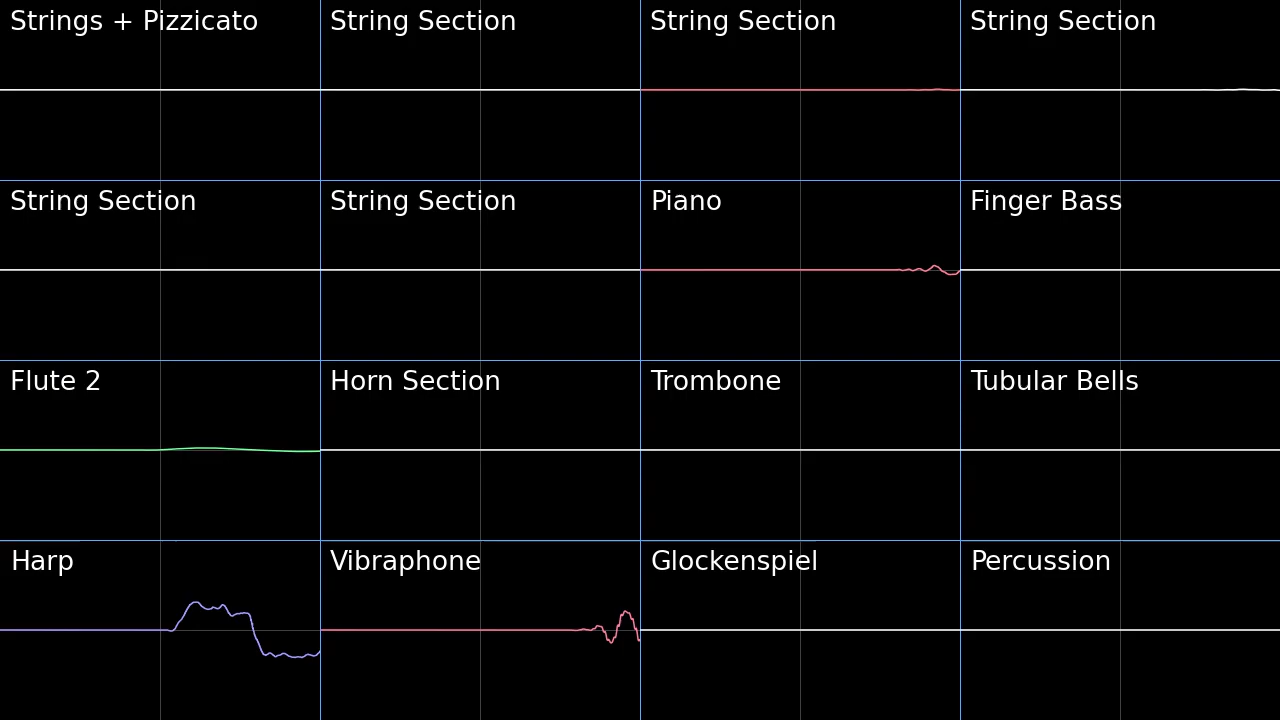 Strings + Pizzicato
String Section
String Section
String Section
String Section
String Section
Piano
Finger Bass
Flute 2
Horn Section
Trombone
Tubular Bells
Harp
Vibraphone
Glockenspiel
Percussion